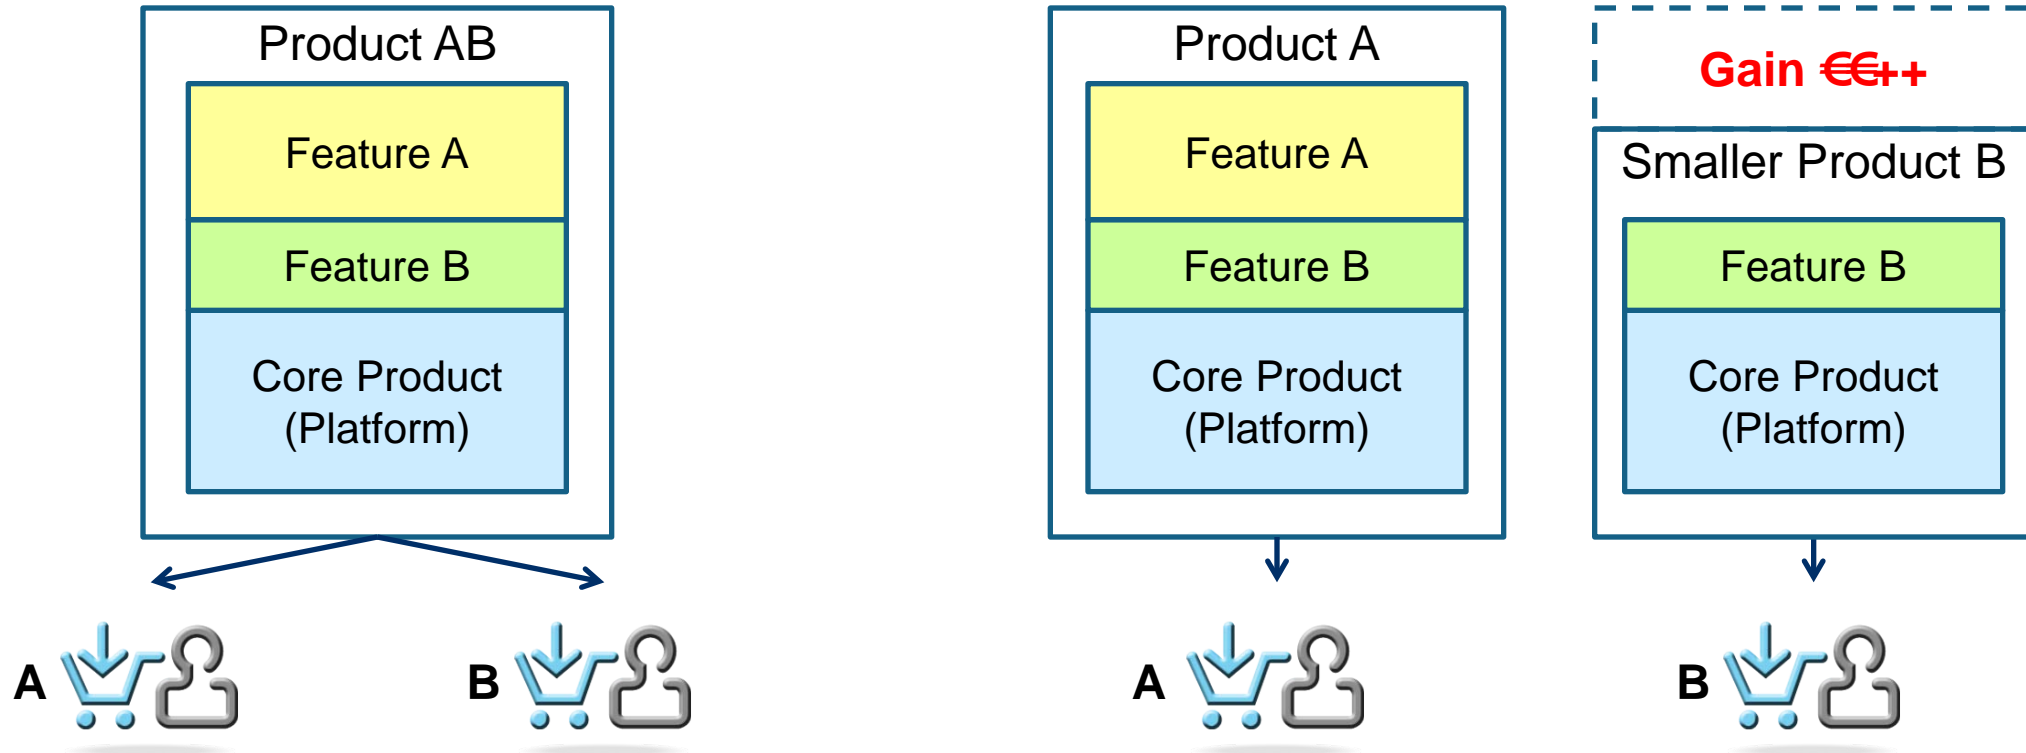 Product AB
Feature A
Feature B
Core Product
(Platform)
A
B
Product A
Feature A
Feature B
Core Product
(Platform)
A
Gain €€++
Smaller Product B
Feature B
Core Product
(Platform)
B